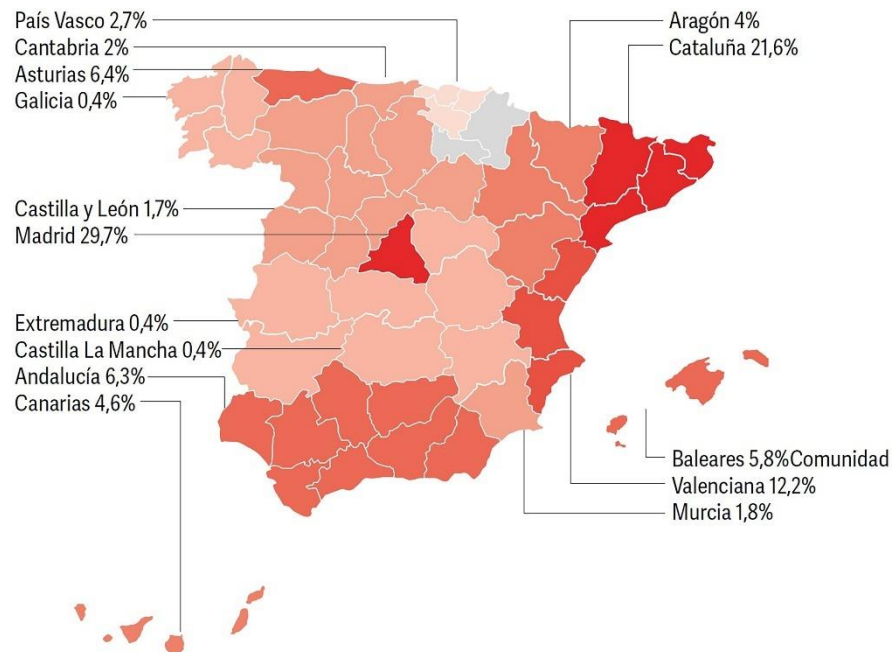 País Vasco 2,7%
Cantabria 2%
Asturias 6,4%
Galicia 0,4%
Aragón 4%
Cataluña 21,6%
Castilla y León 1,7%
Madrid 29,7%
Extremadura 0,4%
Castilla La Mancha 0,4%
Andalucía 6,3%
Canarias 4,6%
Baleares 5,8%Comunidad
Valenciana 12,2%
Murcia 1,8%